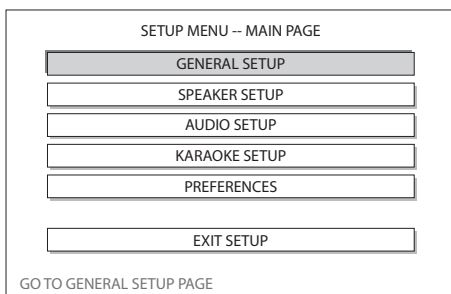 SETUP MENU -- MAIN PAGE
GENERAL SETUP
SPEAKER SETUP
AUDIO SETUP
KARAOKE SETUP
PREFERENCES
EXIT SETUP
GO TO GENERAL SETUP PAGE